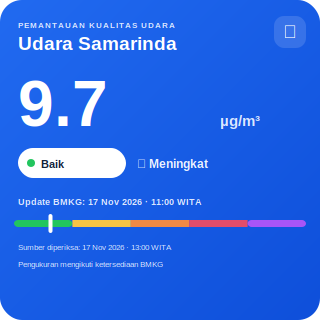 PEMANTAUAN KUALITAS UDARA
Udara Samarinda
9.7
µg/m³
Baik
Meningkat
Update BMKG: 17 Nov 2026 · 11:00 WITA
Sumber diperiksa: 17 Nov 2026 · 13:00 WITA
Pengukuran mengikuti ketersediaan BMKG